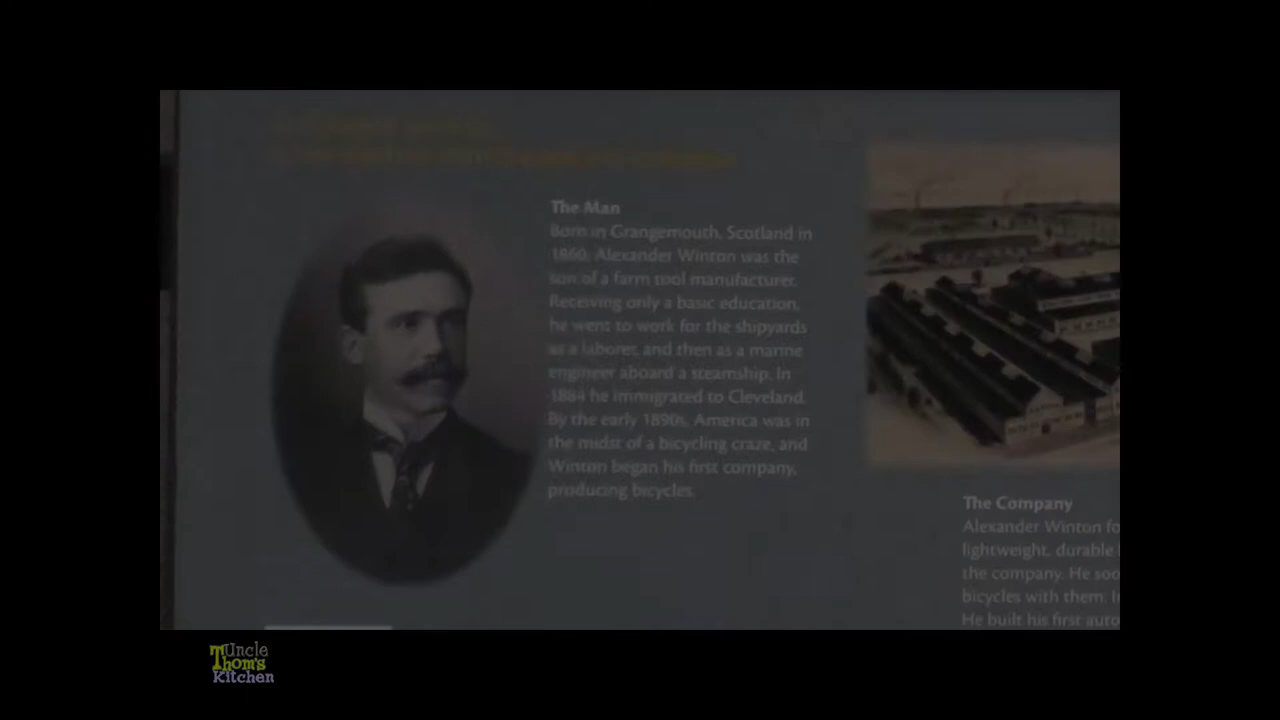 The Man
Born in Grangemouth, Scotland in
1860, Alexander Winton was the
son of a farm tool manufacturer.
Receiving only a basic education,
he went to work for the shipyards
as a laborer, and then as a marine
engineer aboard a steamship. In
1884 he immigrated to Cleveland.
By the early 1890s, America was in
the midst of a bicycling craze, and
Winton began his first company,
producing bicycles.
The Company
Alexander Winton fo
lightweight, durable
the company. He soo
bicycles with them. I
He built his first auto
Uncle
Thom's
Kitchen